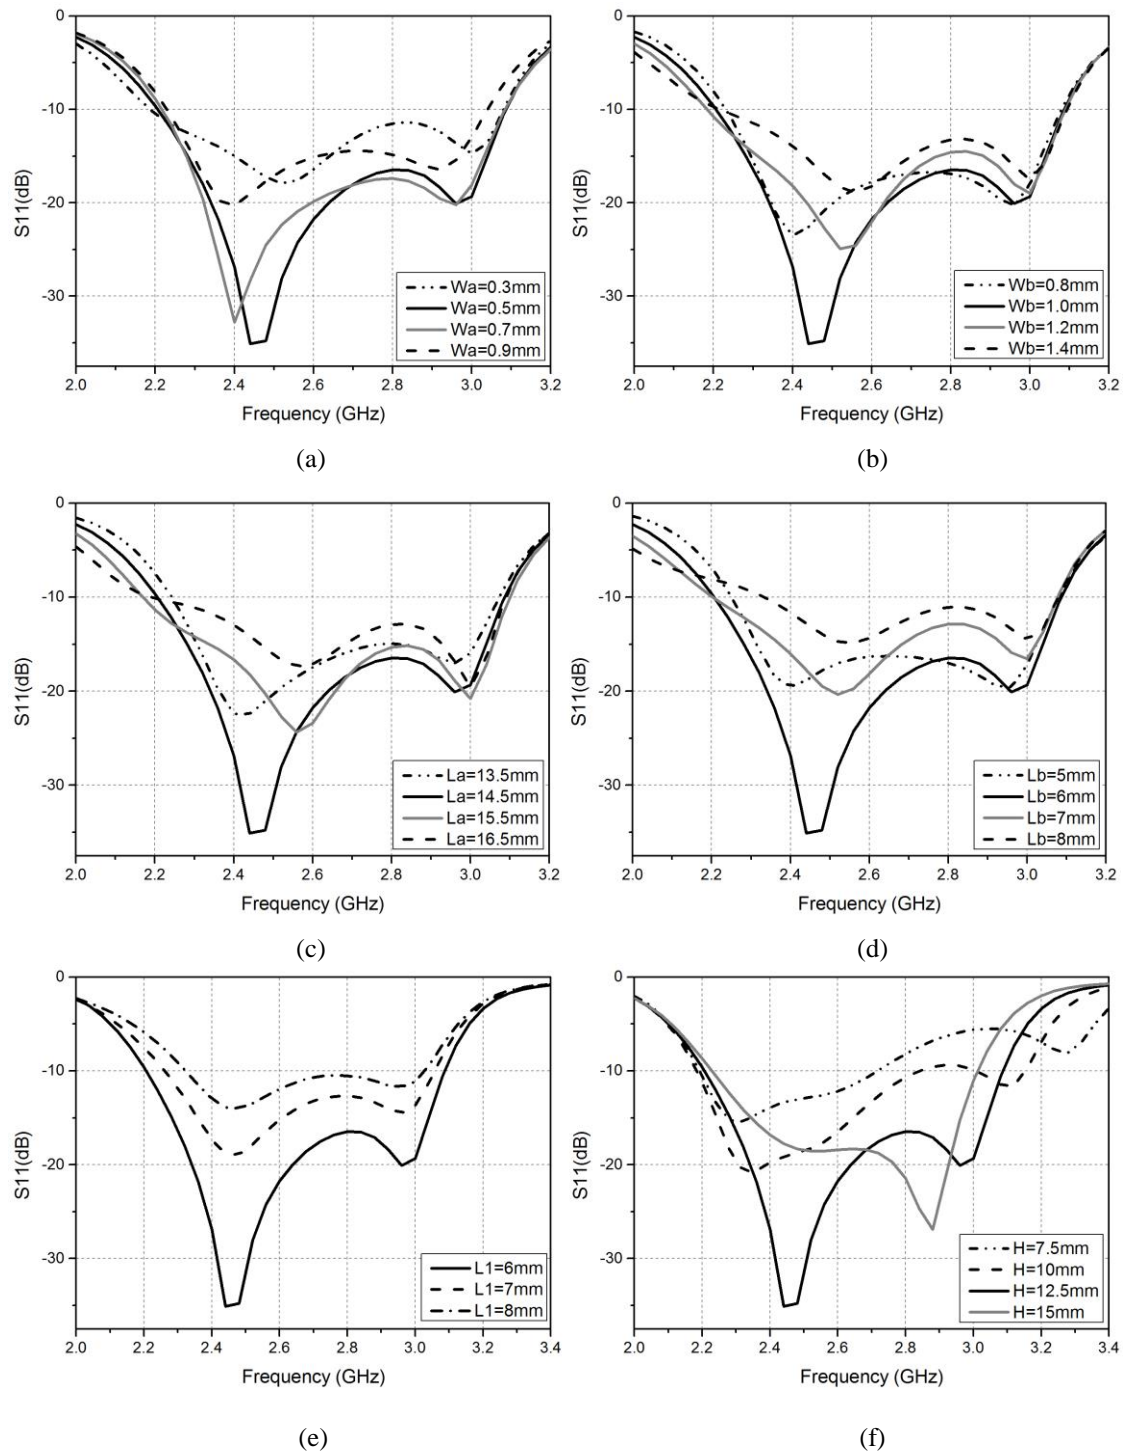 0
-10
-20
-30
S11(dB)
Wa=0.3mm
Wa=0.5mm
Wa=0.7mm
Wa=0.9mm
2.0 2.2 2.4 2.6 2.8 3.0 3.2
Frequency (GHz)
(a)
0
-10
-20
-30
S11(dB)
Wb=0.8mm
Wb=1.0mm
Wb=1.2mm
Wb=1.4mm
2.0 2.2 2.4 2.6 2.8 3.0 3.2
Frequency (GHz)
(b)
0
-10
-20
-30
S11(dB)
La=13.5mm
La=14.5mm
La=15.5mm
La=16.5mm
2.0 2.2 2.4 2.6 2.8 3.0 3.2
Frequency (GHz)
(c)
0
-10
-20
-30
S11(dB)
Lb=5mm
Lb=6mm
Lb=7mm
Lb=8mm
2.0 2.2 2.4 2.6 2.8 3.0 3.2
Frequency (GHz)
(d)
0
-10
-20
-30
S11(dB)
L1=6mm
L1=7mm
L1=8mm
2.0 2.2 2.4 2.6 2.8 3.0 3.2 3.4
Frequency (GHz)
(e)
0
-10
-20
-30
S11(dB)
H=7.5mm
H=10mm
H=12.5mm
H=15mm
2.0 2.2 2.4 2.6 2.8 3.0 3.2 3.4
Frequency (GHz)
(f)